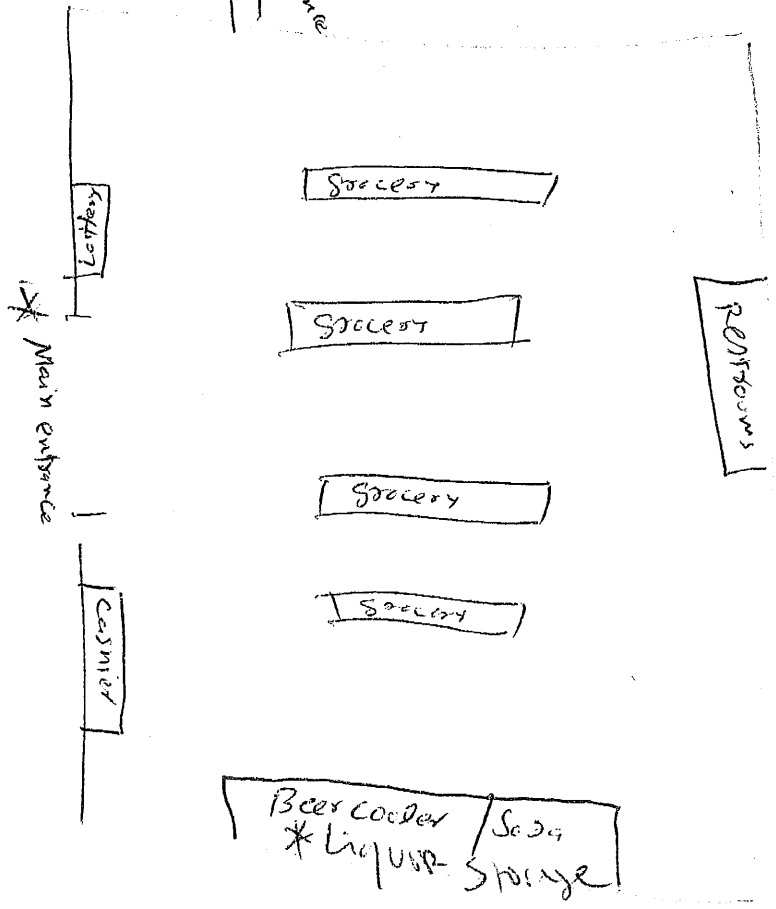 Grocery
Lottery
Grocery
Restrooms
* Main entrance
Grocery
Grocery
Cashier
Beer cooler
Soda
* Liquor Storage